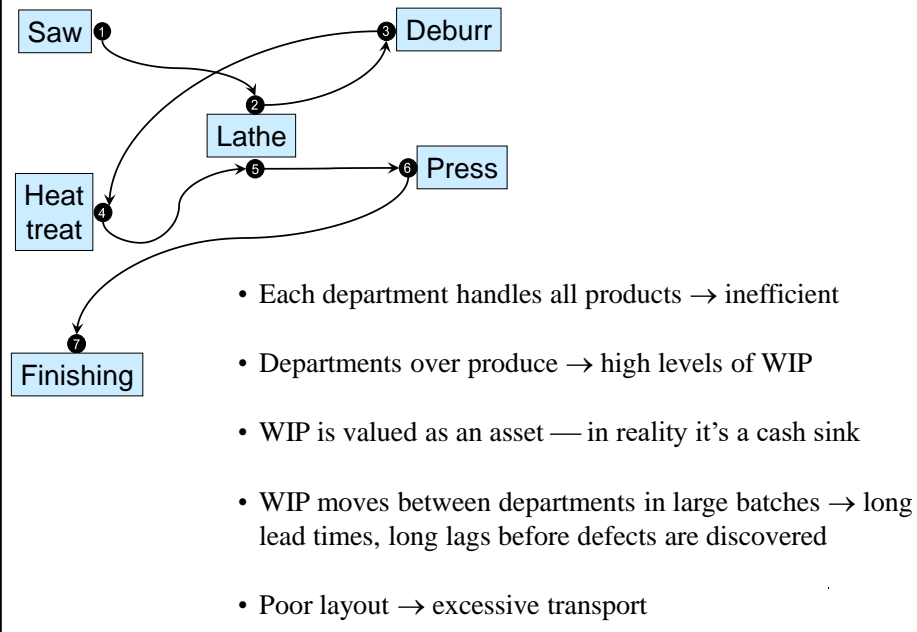 Saw 1
3 Deburr
2
Lathe
5
6 Press
Heat
treat
4
7
Finishing
• Each department handles all products → inefficient
• Departments over produce → high levels of WIP
• WIP is valued as an asset — in reality it’s a cash sink
• WIP moves between departments in large batches → long
lead times, long lags before defects are discovered
• Poor layout → excessive transport